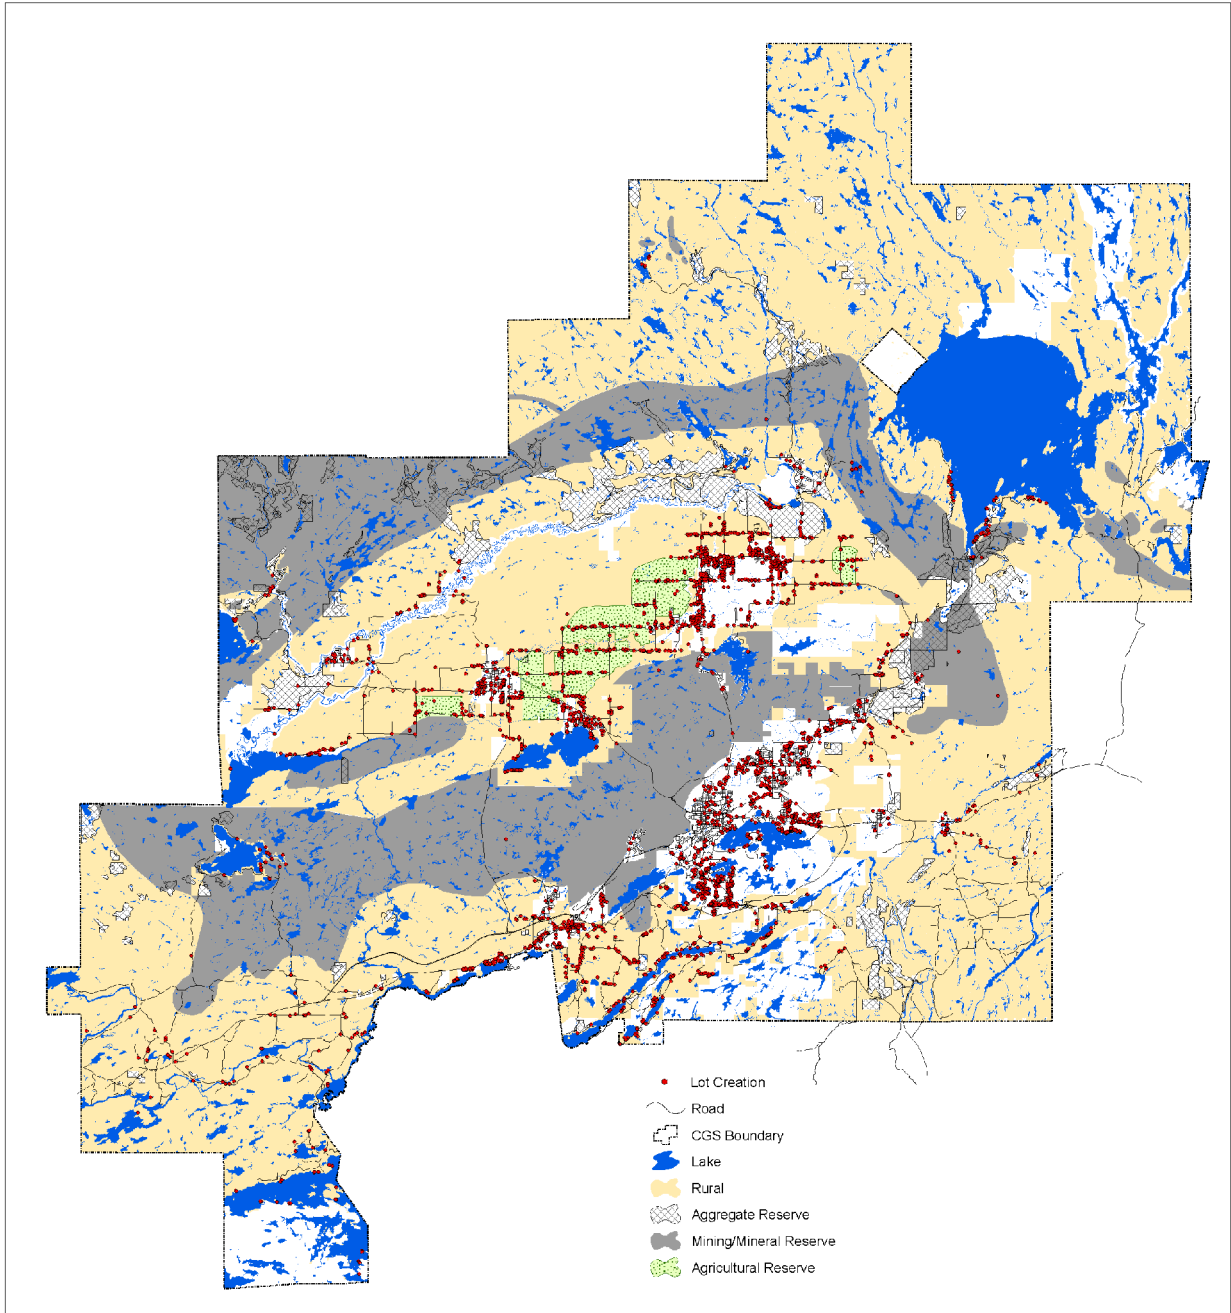 Lot Creation
Road
CGS Boundary
Lake
Rural
Aggregate Reserve
Mining/Mineral Reserve
Agricultural Reserve